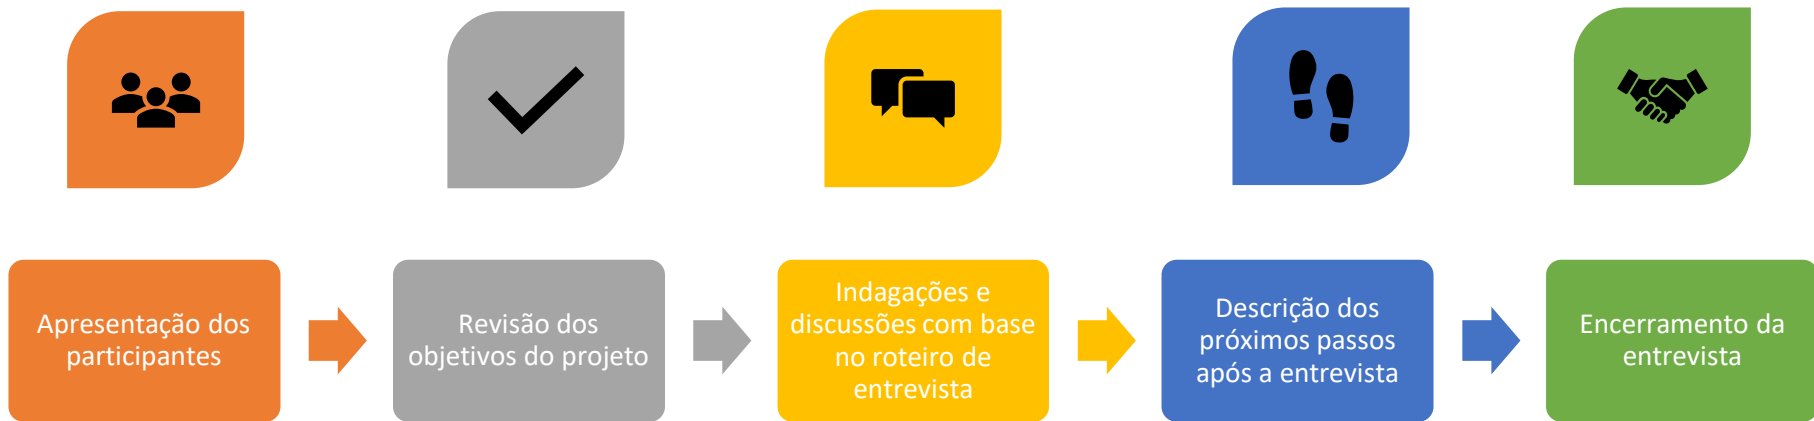 Apresentação dos
participantes
Revisão dos
objetivos do projeto
Indagações e
discussões com base
no roteiro de
entrevista
Descrição dos
próximos passos
após a entrevista
Encerramento da
entrevista